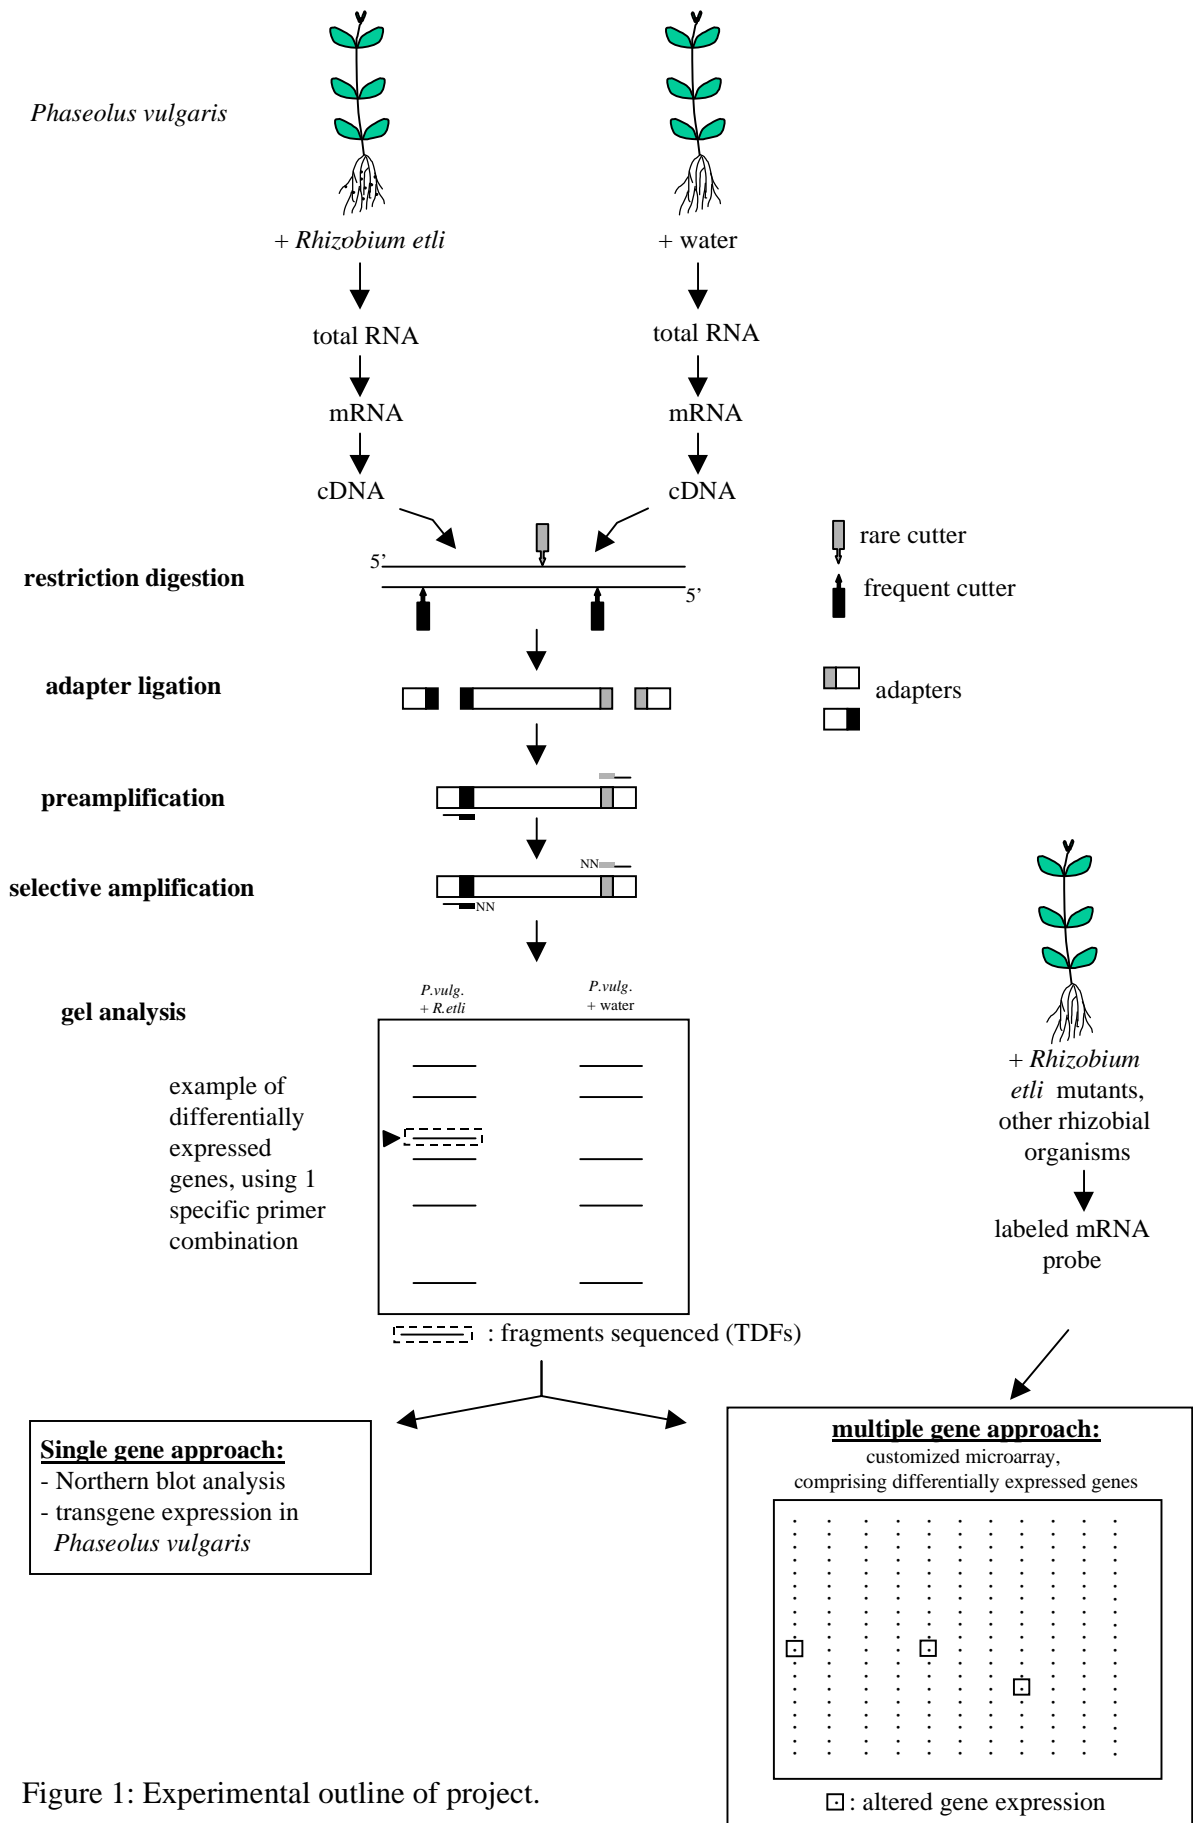 Phaseolus vulgaris
+ Rhizobium etli
+ water
total RNA
total RNA
mRNA
mRNA
cDNA
cDNA
rare cutter
5’
restriction digestion
frequent cutter
5’
adapter ligation
adapters
preamplification
NN
selective amplification
NN
P.vulg.
+ R.etli
P.vulg.
+ water
gel analysis
example of
differentially
expressed
genes, using 1
specific primer
combination
+ Rhizobium
etli mutants,
other rhizobial
organisms
labeled mRNA
probe
: fragments sequenced (TDFs)
Single gene approach:
- Northern blot analysis
- transgene expression in
Phaseolus vulgaris
multiple gene approach:
customized microarray,
comprising differentially expressed genes
: altered gene expression
Figure 1: Experimental outline of project.